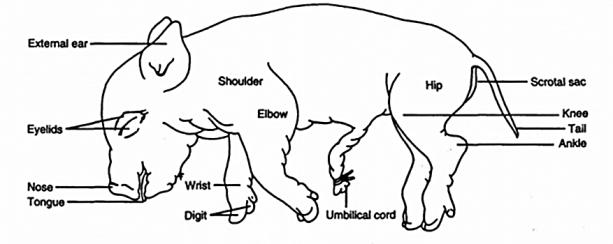 External ear
Shoulder
Hip
Scrotal sac
Elbow
Knee
Eyelids
Tail
Ankle
Nose
Wrist
Tongue
Digit
Umbilical cord